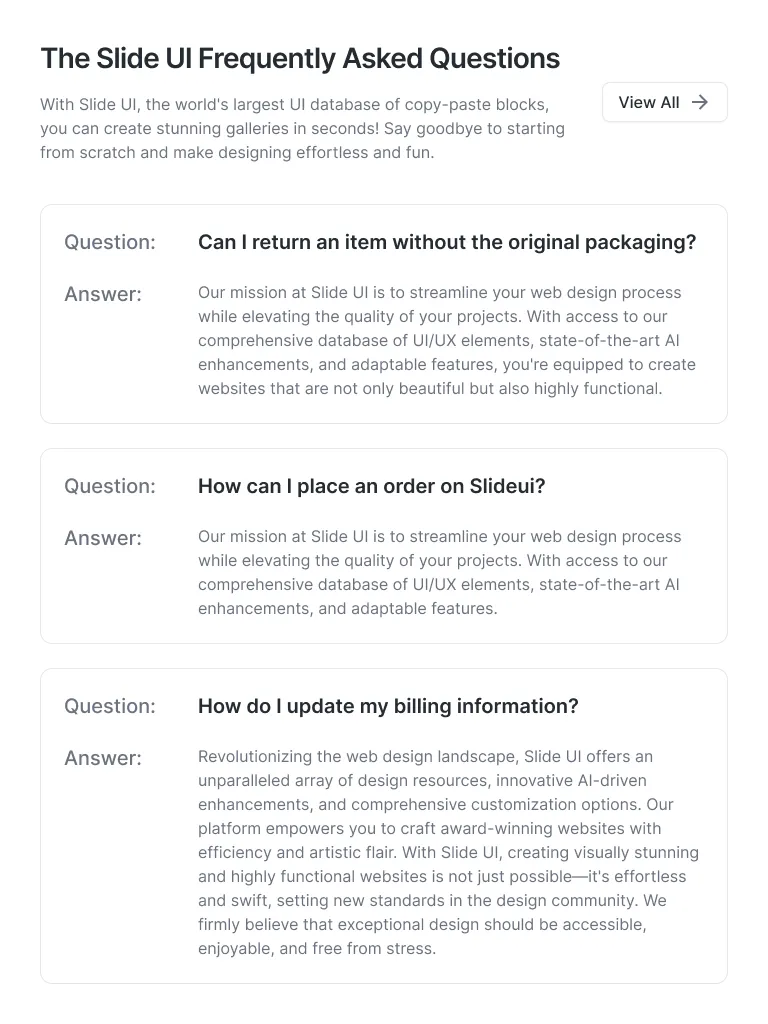 The Slide UI Frequently Asked Questions
With Slide UI, the world's largest UI database of copy-paste blocks,
you can create stunning galleries in seconds! Say goodbye to starting
from scratch and make designing effortless and fun.
View All
Question:
Can I return an item without the original packaging?
Answer:
Our mission at Slide UI is to streamline your web design process
while elevating the quality of your projects. With access to our
comprehensive database of UI/UX elements, state-of-the-art AI
enhancements, and adaptable features, you're equipped to create
websites that are not only beautiful but also highly functional.
Question:
How can I place an order on Slideui?
Answer:
Our mission at Slide UI is to streamline your web design process
while elevating the quality of your projects. With access to our
comprehensive database of UI/UX elements, state-of-the-art AI
enhancements, and adaptable features.
Question:
How do I update my billing information?
Answer:
Revolutionizing the web design landscape, Slide UI offers an
unparalleled array of design resources, innovative AI-driven
enhancements, and comprehensive customization options. Our
platform empowers you to craft award-winning websites with
efficiency and artistic flair. With Slide UI, creating visually stunning
and highly functional websites is not just possible—it's effortless
and swift, setting new standards in the design community. We
firmly believe that exceptional design should be accessible,
enjoyable, and free from stress.